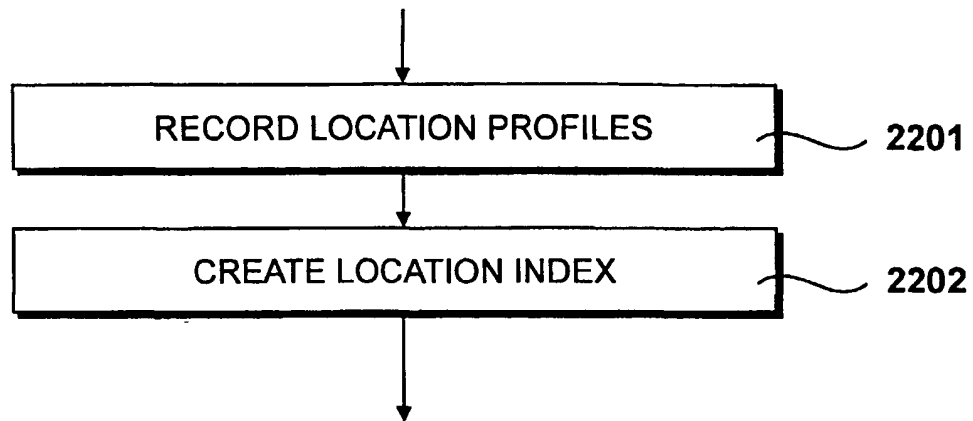 RECORD LOCATION PROFILES
2201
CREATE LOCATION INDEX
2202